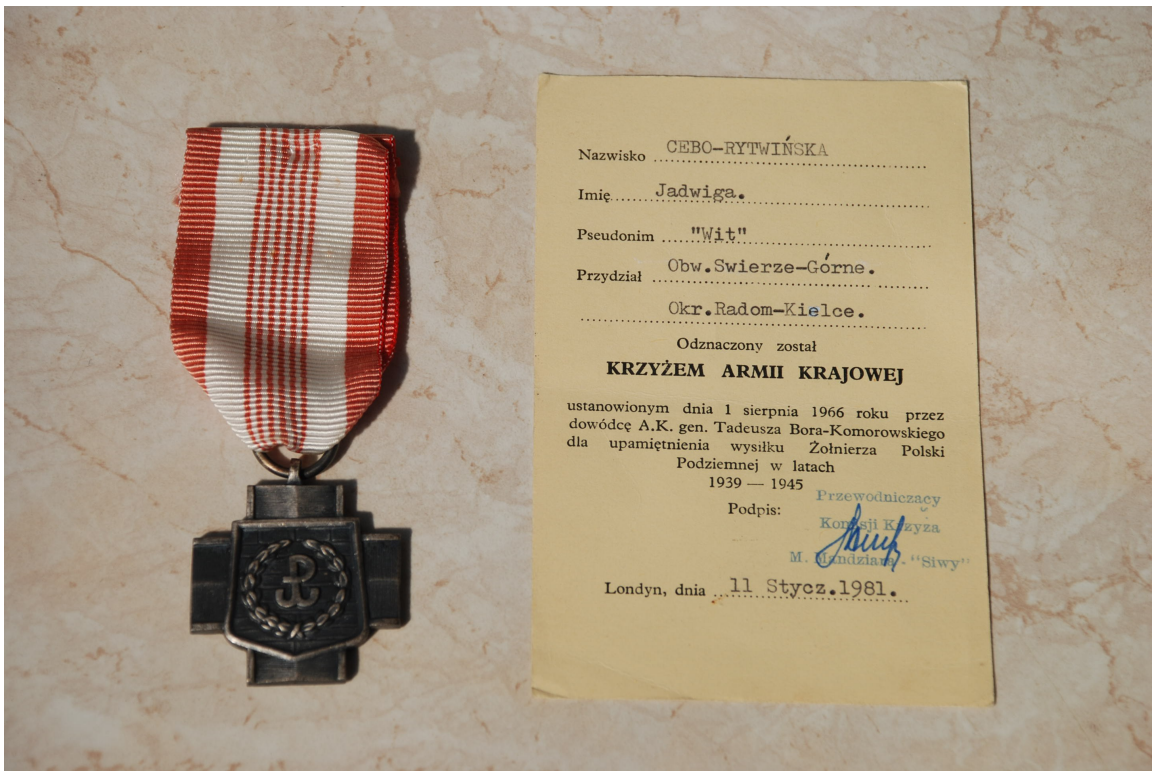 Nazwisko CEBO-RYTWIŃSKA
Imię Jadwiga.
Pseudonim "Wit"
Przydział Obw.Swierze-Górne.
Okr.Radom-Kielce.
Odznaczony został
KRZYŻEM ARMII KRAJOWEJ
ustanowionym dnia 1 sierpnia 1966 roku przez
dowódcę A.K. gen. Tadeusza Bora-Komorowskiego
dla upamiętnienia wysiłku Żołnierza Polski
Podziemnej w latach
1939 — 1945
Przewodniczący
Podpis:
Komisji Krzyża
M. Mandziara - "Siwy"
Londyn, dnia 11 Stycz.1981.